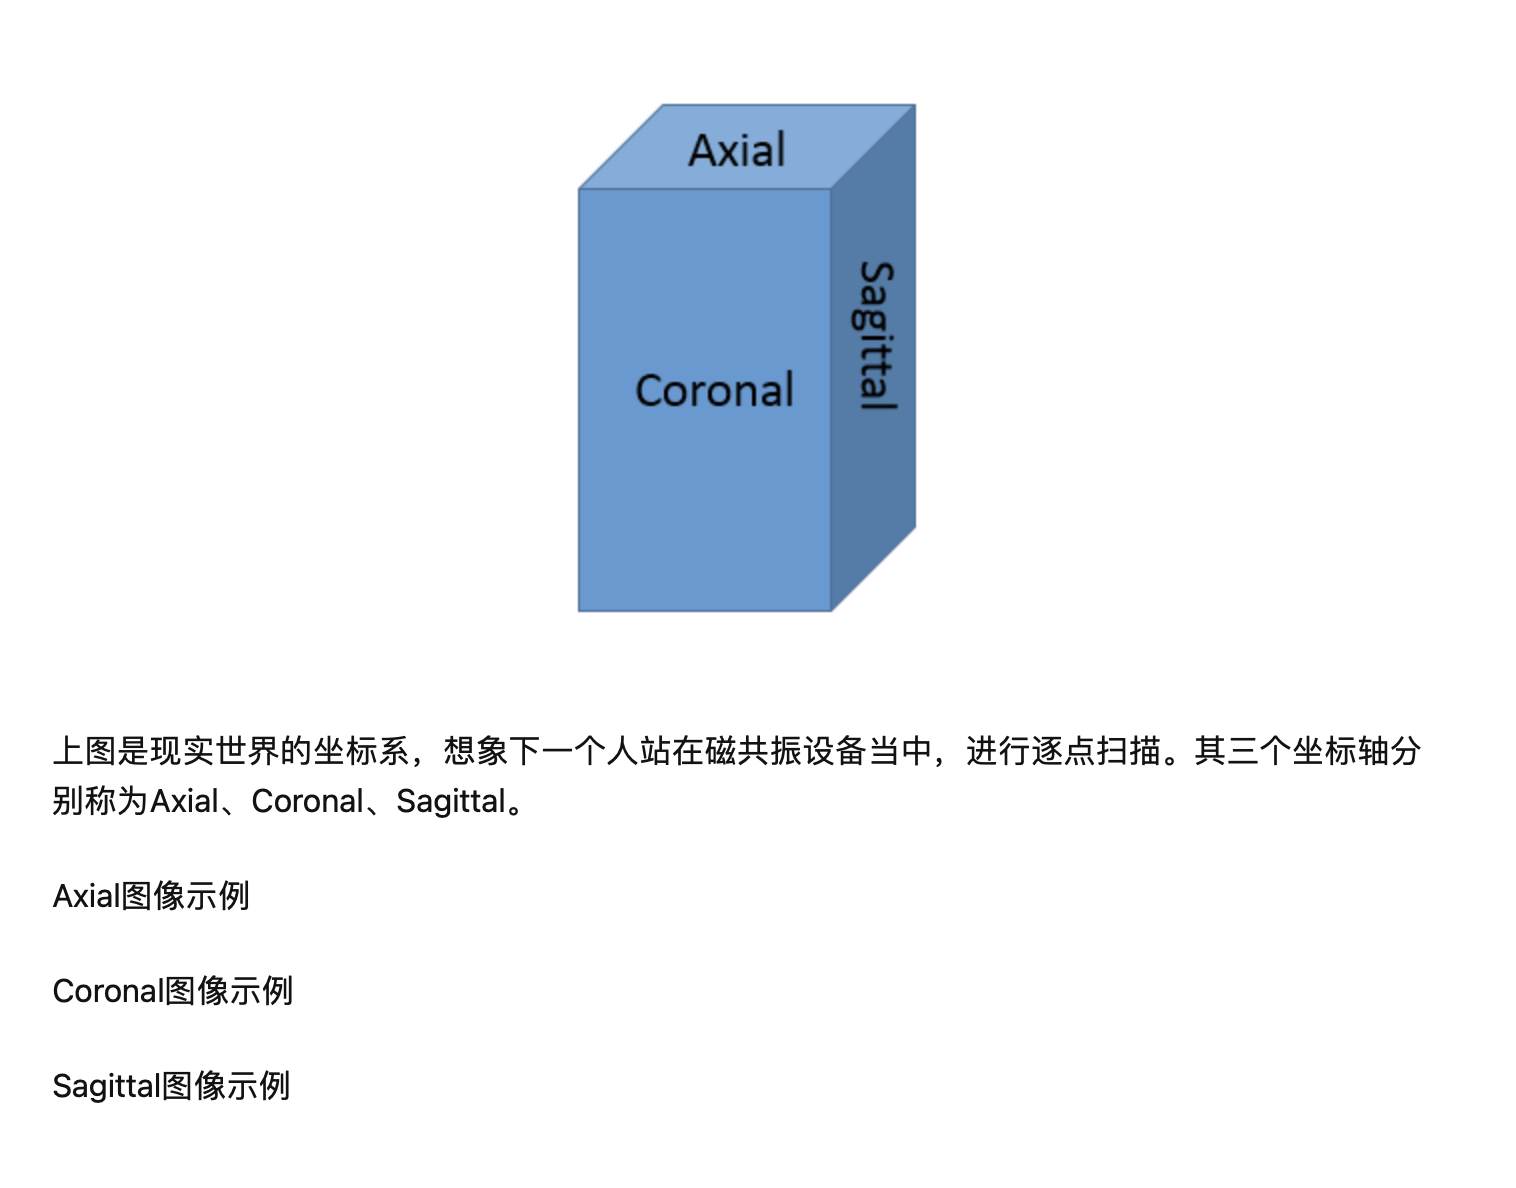 Axial
Coronal
Sagittal
上图是现实世界的坐标系，想象下一个人站在磁共振设备当中，进行逐点扫描。其三个坐标轴分
别称为Axial、Coronal、Sagittal。
Axial图像示例
Coronal图像示例
Sagittal图像示例